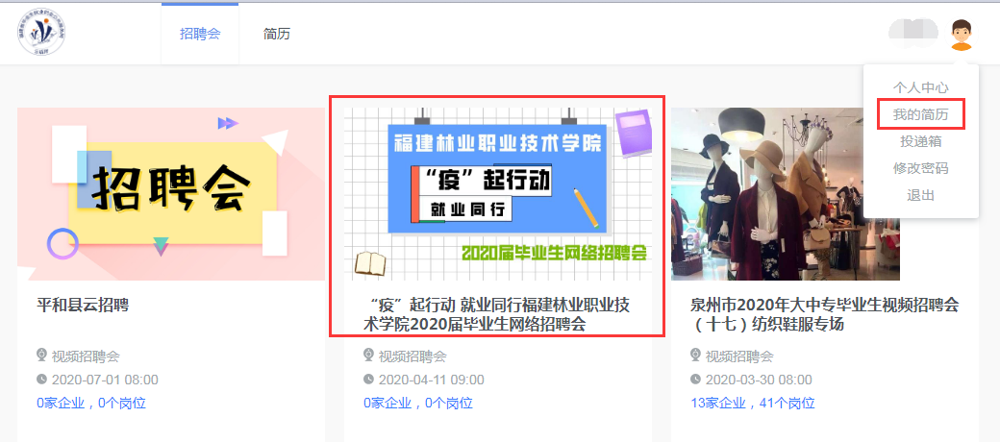 招聘会
简历
个人中心
我的简历
投递箱
修改密码
退出
招聘会
平和县云招聘
视频招聘会
2020-07-01 08:00
0家企业，0个岗位
福建林业职业技术学院
“疫”起行动
就业同行
2020届毕业生网络招聘会
“疫”起行动 就业同行福建林业职业技
术学院2020届毕业生网络招聘会
视频招聘会
2020-04-11 09:00
0家企业，0个岗位
泉州市2020年大中专毕业生视频招聘会
（十七）纺织鞋服专场
视频招聘会
2020-03-30 08:00
13家企业，41个岗位